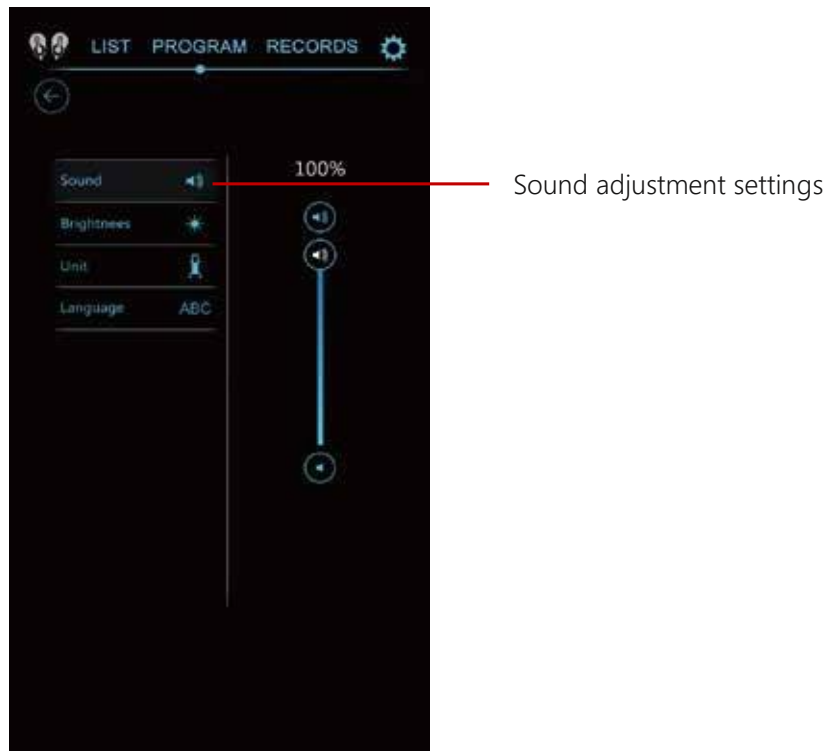 LIST PROGRAM RECORDS
Sound
100%
Sound adjustment settings
Brightnees
Unit
Language ABC